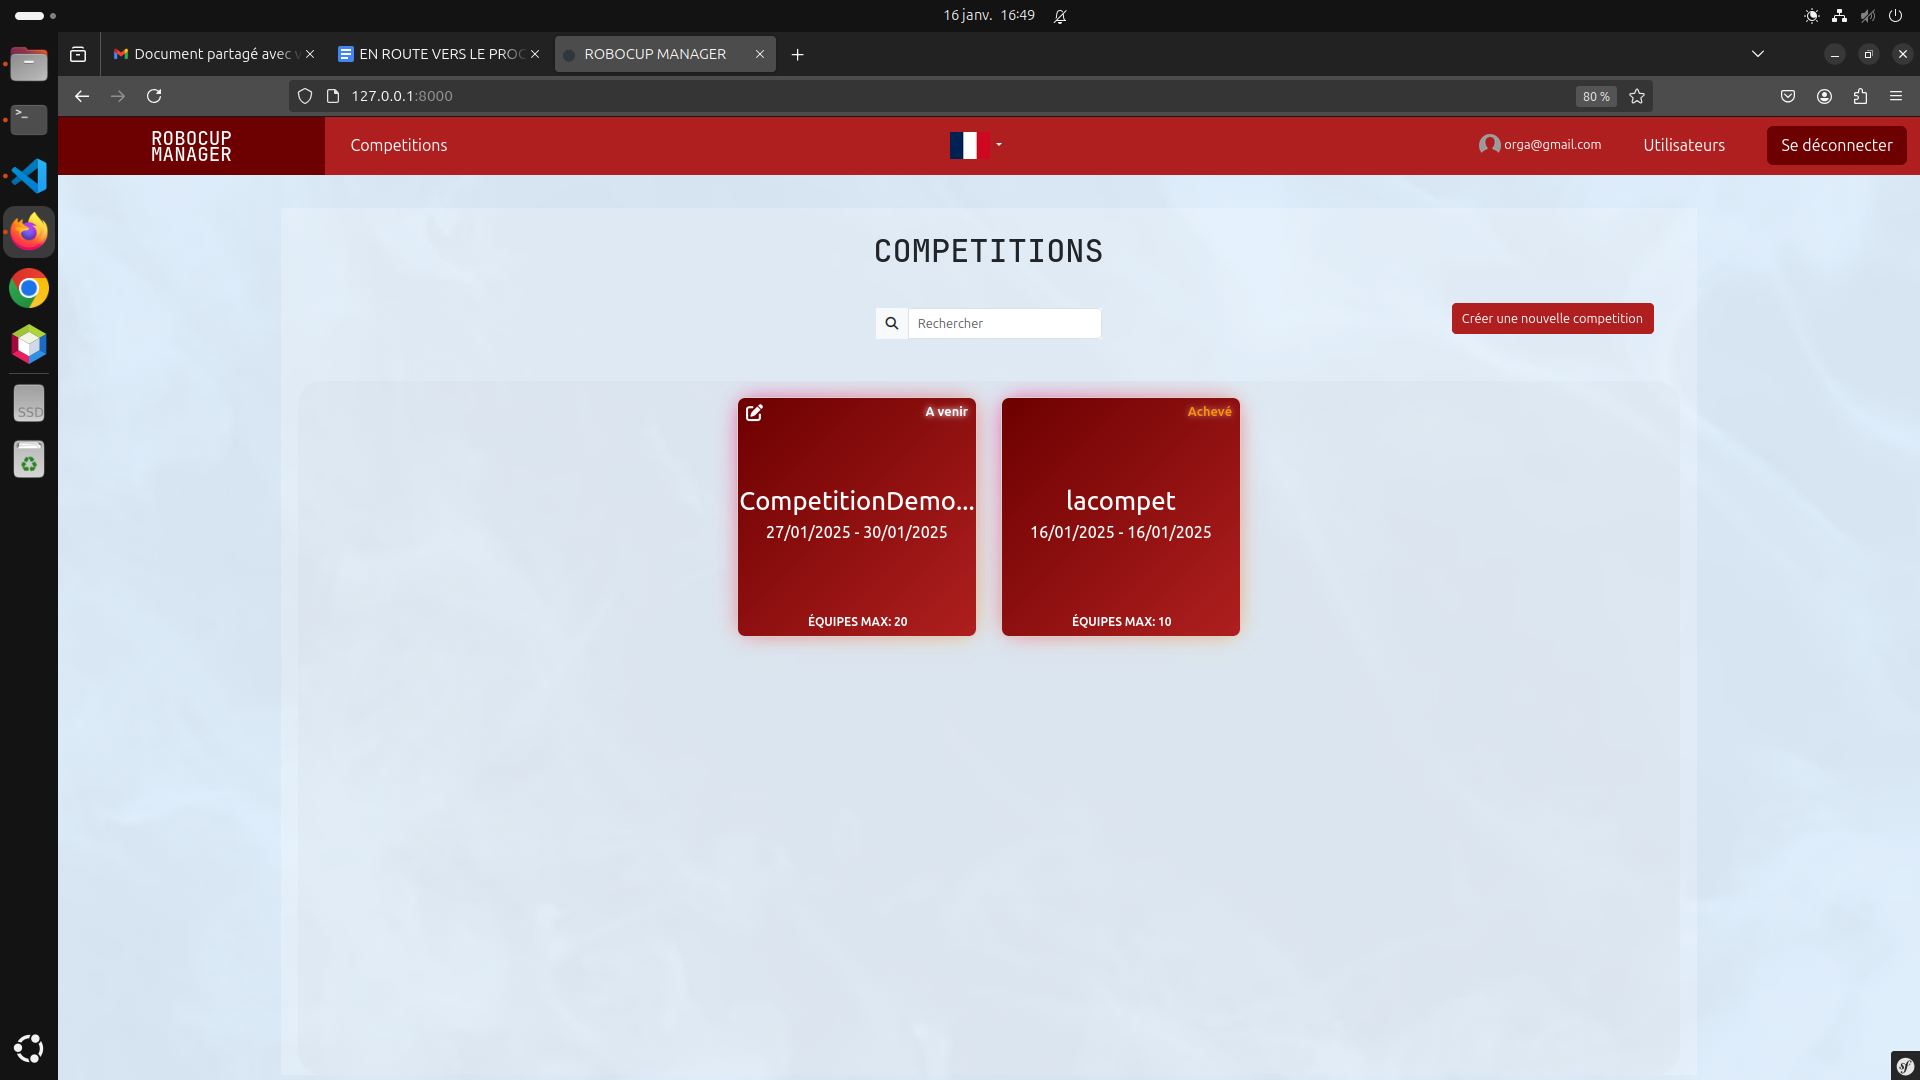 16 janv. 16:49
Document partagé avec v
EN ROUTE VERS LE PROC
ROBOCUP MANAGER
127.0.0.1:8000
80 %
ROBOCUP
MANAGER
Competitions
orga@gmail.com
Utilisateurs
Se déconnecter
COMPETITIONS
Rechercher
Créer une nouvelle competition
A venir
CompetitionDemo...
27/01/2025 - 30/01/2025
ÉQUIPES MAX: 20
Achevé
lacompet
16/01/2025 - 16/01/2025
ÉQUIPES MAX: 10
SSD
sf